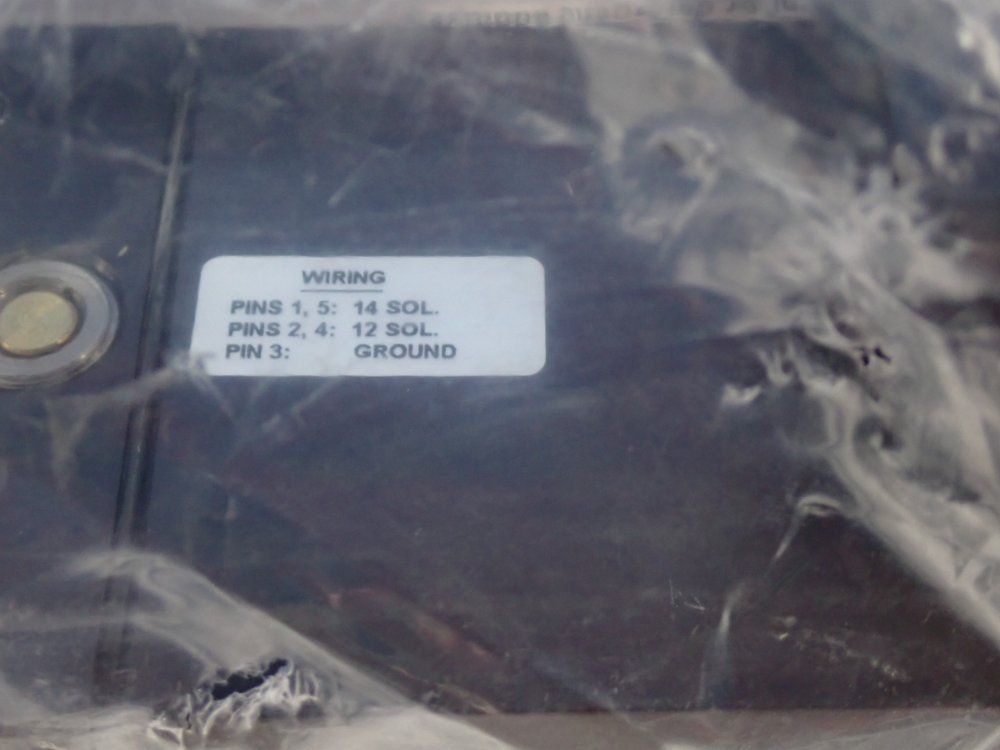 WIRING
PINS 1, 5: 14 SOL.
PINS 2, 4: 12 SOL.
PIN 3: GROUND